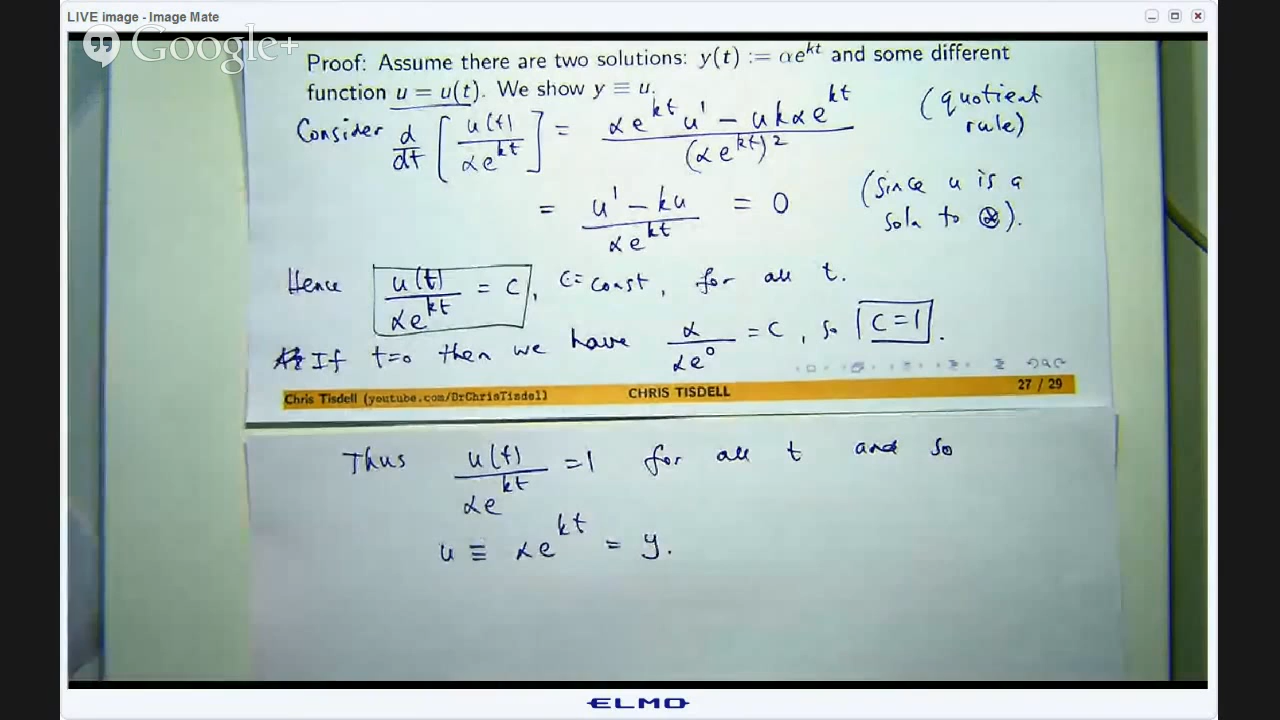 LIVE image - Image Mate
Google+
Proof: Assume there are two solutions: y(t) := αe^{kt} and some different
function u = u(t). We show y ≡ u.
Consider d/dt [ u(t) / αe^{kt} ] = (αe^{kt} u' - u kαe^{kt}) / (αe^{kt})^2 (quotient rule)
= (u' - ku) / αe^{kt} = 0 (since u is a soln to ⊛).
Hence u(t) / αe^{kt} = C, C=const, for all t.
If t=0 then we have α / αe^0 = C, so C=1.
27 / 29
Chris Tisdell (youtube.com/DrChrisTisdell) CHRIS TISDELL
Thus u(t) / αe^{kt} = 1 for all t and so
u ≡ αe^{kt} = y.
ELMO